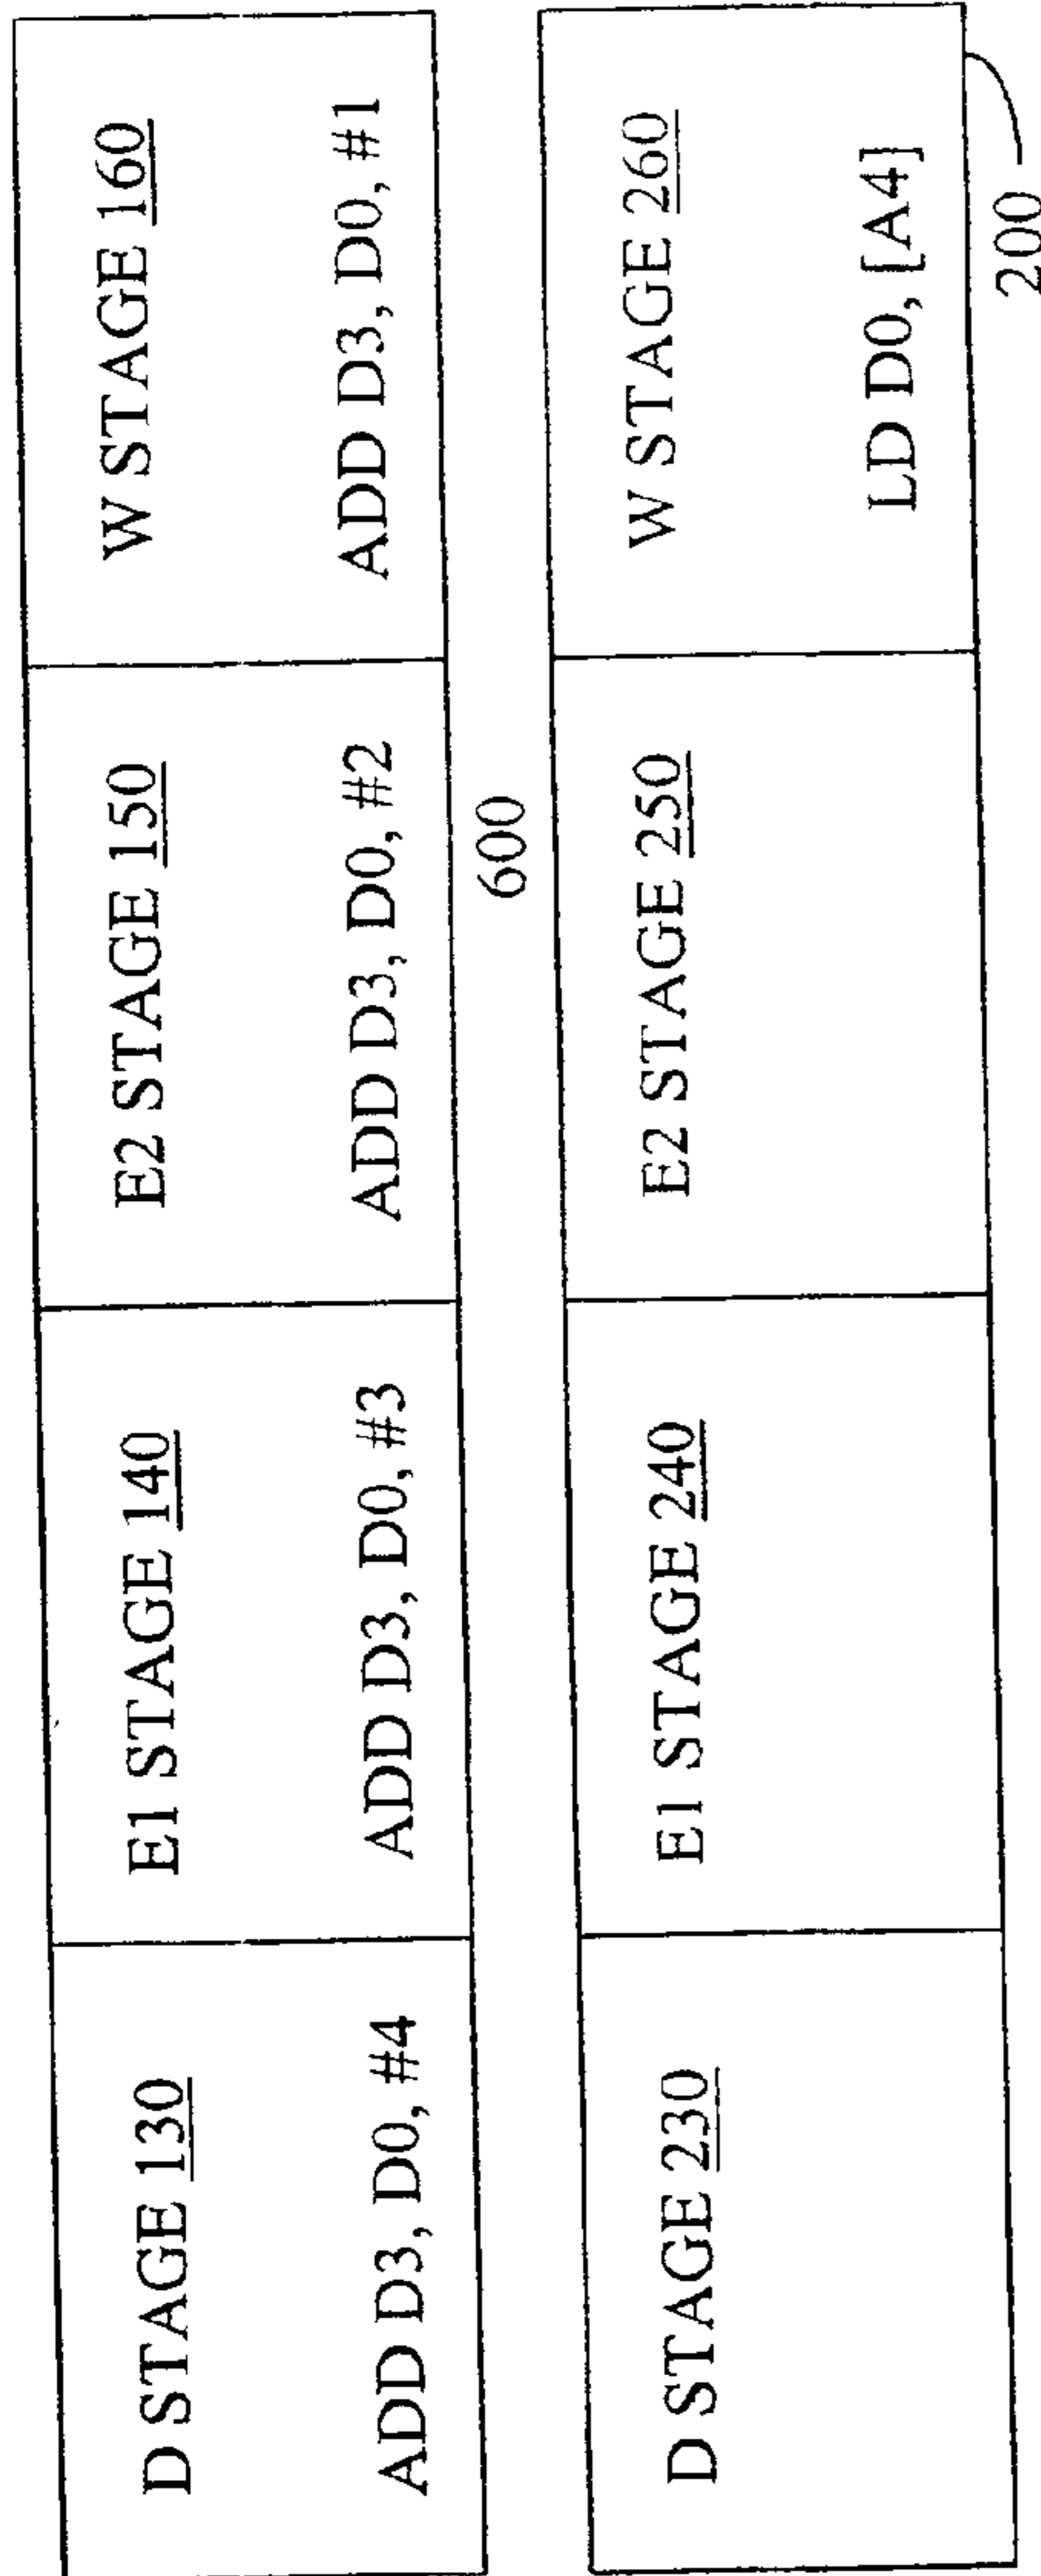 D STAGE 130
ADD D3, D0, #4
E1 STAGE 140
ADD D3, D0, #3
E2 STAGE 150
ADD D3, D0, #2
W STAGE 160
ADD D3, D0, #1
600
D STAGE 230
E1 STAGE 240
E2 STAGE 250
W STAGE 260
LD D0, [A4]
200